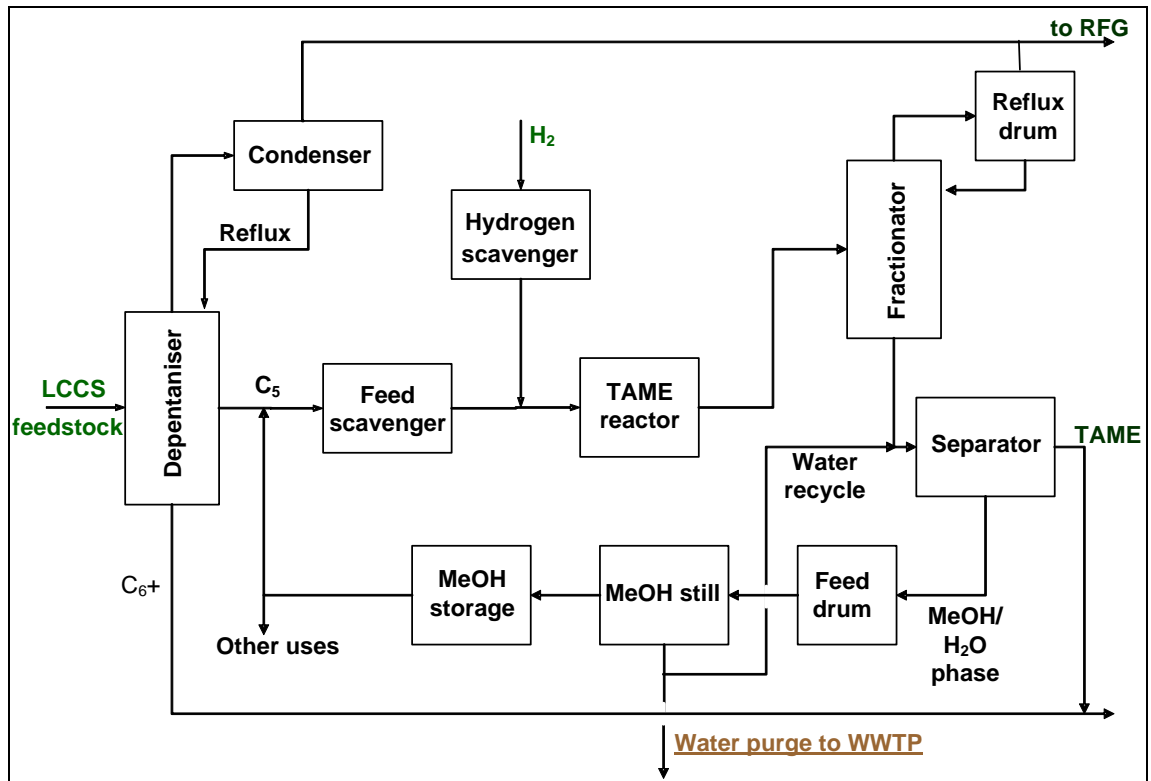 to RFG
Reflux
drum
Condenser
H₂
Hydrogen
scavenger
Fractionator
Reflux
Depentaniser
LCCS
feedstock
C₅
Feed
scavenger
TAME
reactor
Separator
TAME
Water
recycle
C₆+
MeOH
storage
MeOH still
Feed
drum
Other uses
MeOH/
H₂O
phase
Water purge to WWTP